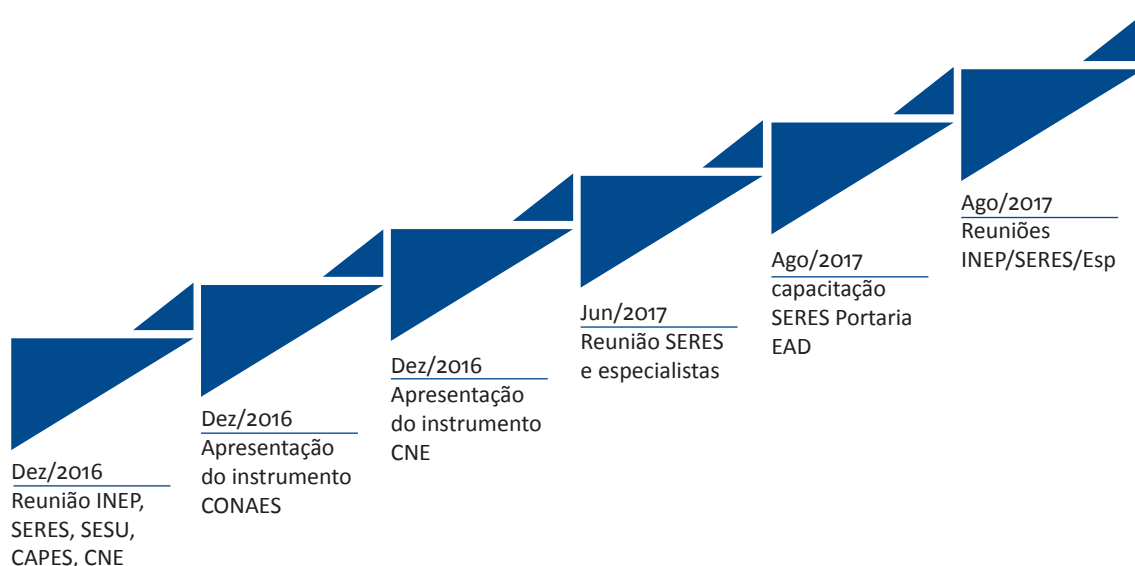 Dez/2016
Reunião INEP,
SERES, SESU,
CAPES, CNE
Dez/2016
Apresentação
do instrumento
CONAES
Dez/2016
Apresentação
do instrumento
CNE
Jun/2017
Reunião SERES
e especialistas
Ago/2017
capacitação
SERES Portaria
EAD
Ago/2017
Reuniões
INEP/SERES/Esp